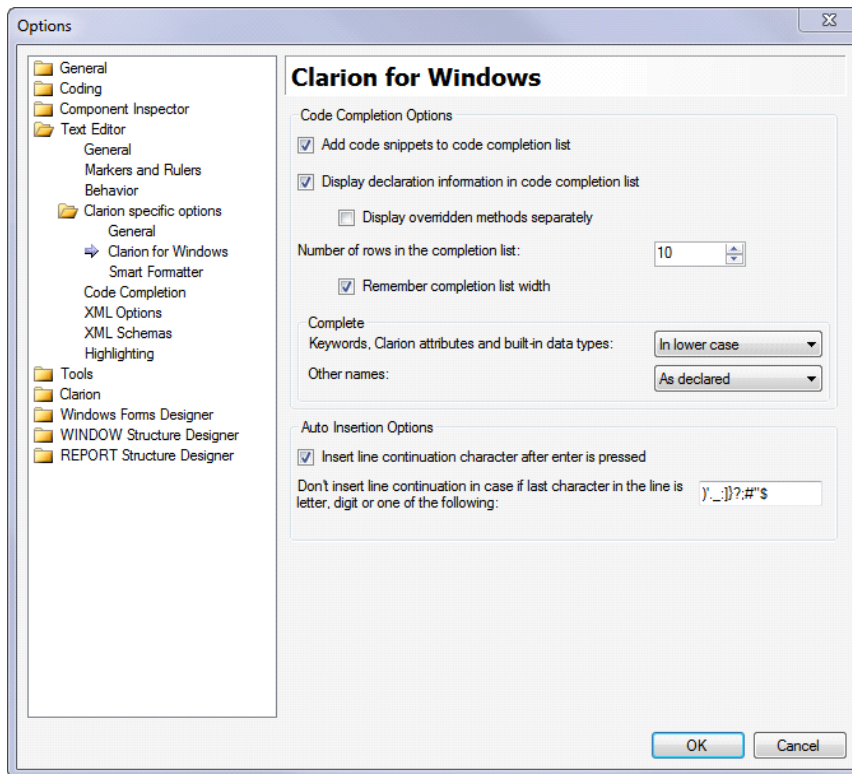 Options
General
Coding
Component Inspector
Text Editor
General
Markers and Rulers
Behavior
Clarion specific options
General
Clarion for Windows
Smart Formatter
Code Completion
XML Options
XML Schemas
Highlighting
Tools
Clarion
Windows Forms Designer
WINDOW Structure Designer
REPORT Structure Designer
Clarion for Windows
Code Completion Options
Add code snippets to code completion list
Display declaration information in code completion list
Display overridden methods separately
Number of rows in the completion list:
10
Remember completion list width
Complete
Keywords, Clarion attributes and built-in data types:
In lower case
Other names:
As declared
Auto Insertion Options
Insert line continuation character after enter is pressed
Don't insert line continuation in case if last character in the line is
letter, digit or one of the following:
)'._:]}?;#"$
OK
Cancel